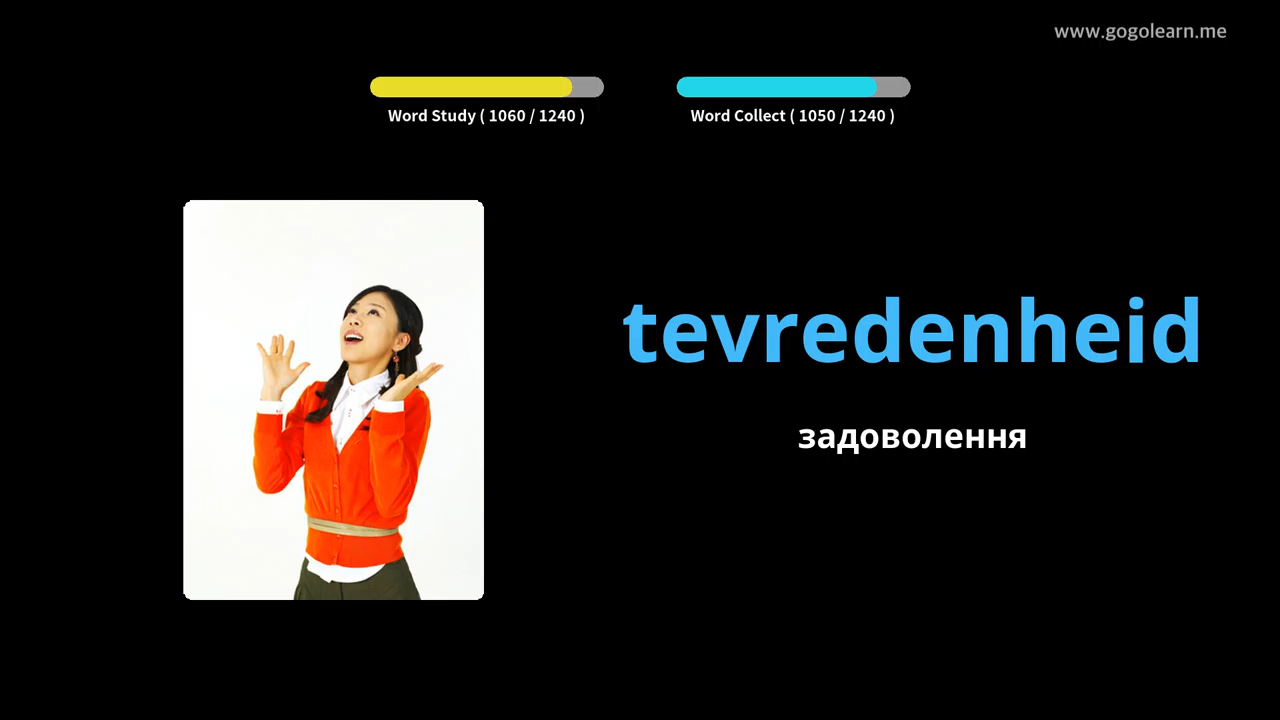 www.gogolearn.me
Word Study ( 1060 / 1240 )
Word Collect ( 1050 / 1240 )
tevredenheid
задоволення